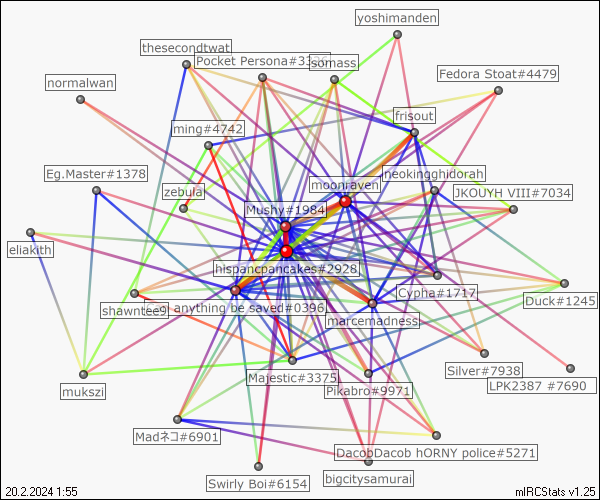 yoshimanden
thesecondtwat
Pocket Persona#33
somass
Fedora Stoat#4479
normalwan
frisout
ming#4742
neokingghidorah
Eg.Master#1378
moonraven
JKOUYH VIII#7034
zebula
Mushy#1984
eliakith
hispancpancakes#2928
Cypha#1717
Duck#1245
shawntee9
anything be saved#0396
marcemadness
Majestic#3375
Silver#7938
LPK2387 #7690
mukszi
Pikabro#9971
Madネコ#6901
DacobDacob hORNY police#5271
Swirly Boi#6154
bigcitysamurai
20.2.2024 1:55
mIRCStats v1.25